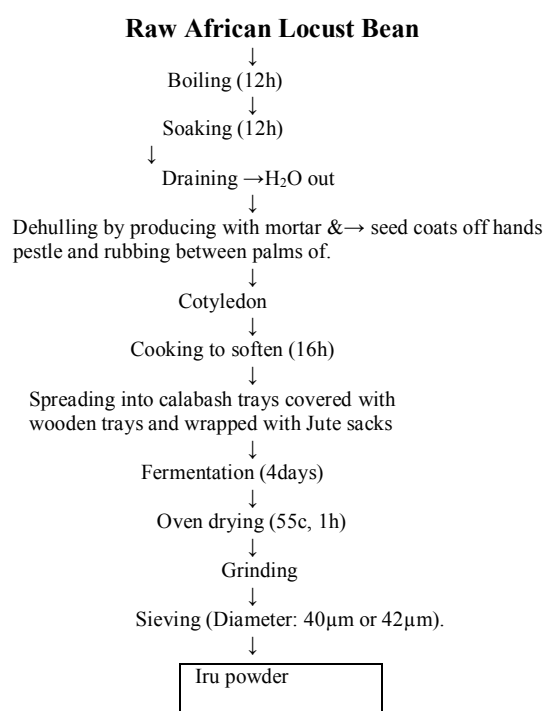 Raw African Locust Bean
↓
Boiling (12h)
↓
Soaking (12h)
↓
Draining →H₂O out
↓
Dehulling by producing with mortar &→ seed coats off hands
pestle and rubbing between palms of.
↓
Cotyledon
↓
Cooking to soften (16h)
↓
Spreading into calabash trays covered with
wooden trays and wrapped with Jute sacks
↓
Fermentation (4days)
↓
Oven drying (55c, 1h)
↓
Grinding
↓
Sieving (Diameter: 40µm or 42µm).
↓
Iru powder